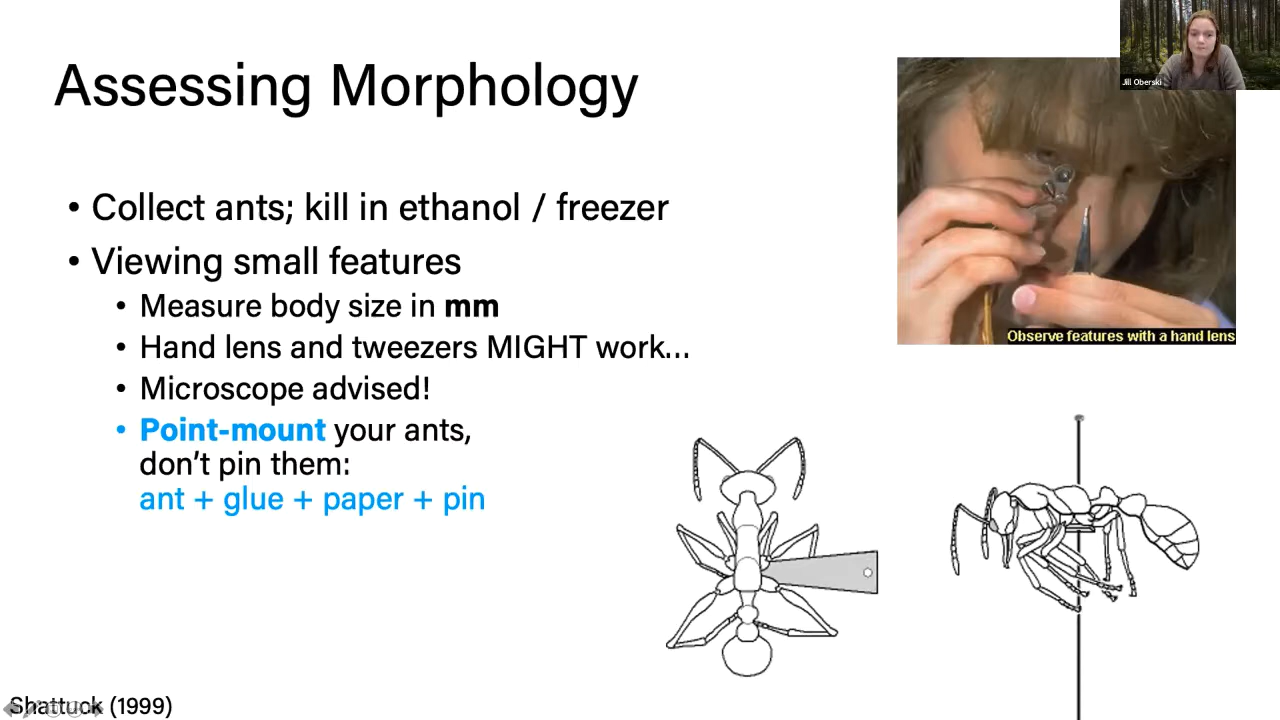 Jill Oberski
Assessing Morphology
• Collect ants; kill in ethanol / freezer
• Viewing small features
• Measure body size in mm
• Hand lens and tweezers MIGHT work...
• Microscope advised!
• Point-mount your ants,
don't pin them:
ant + glue + paper + pin
Observe features with a hand lens
Shattuck (1999)